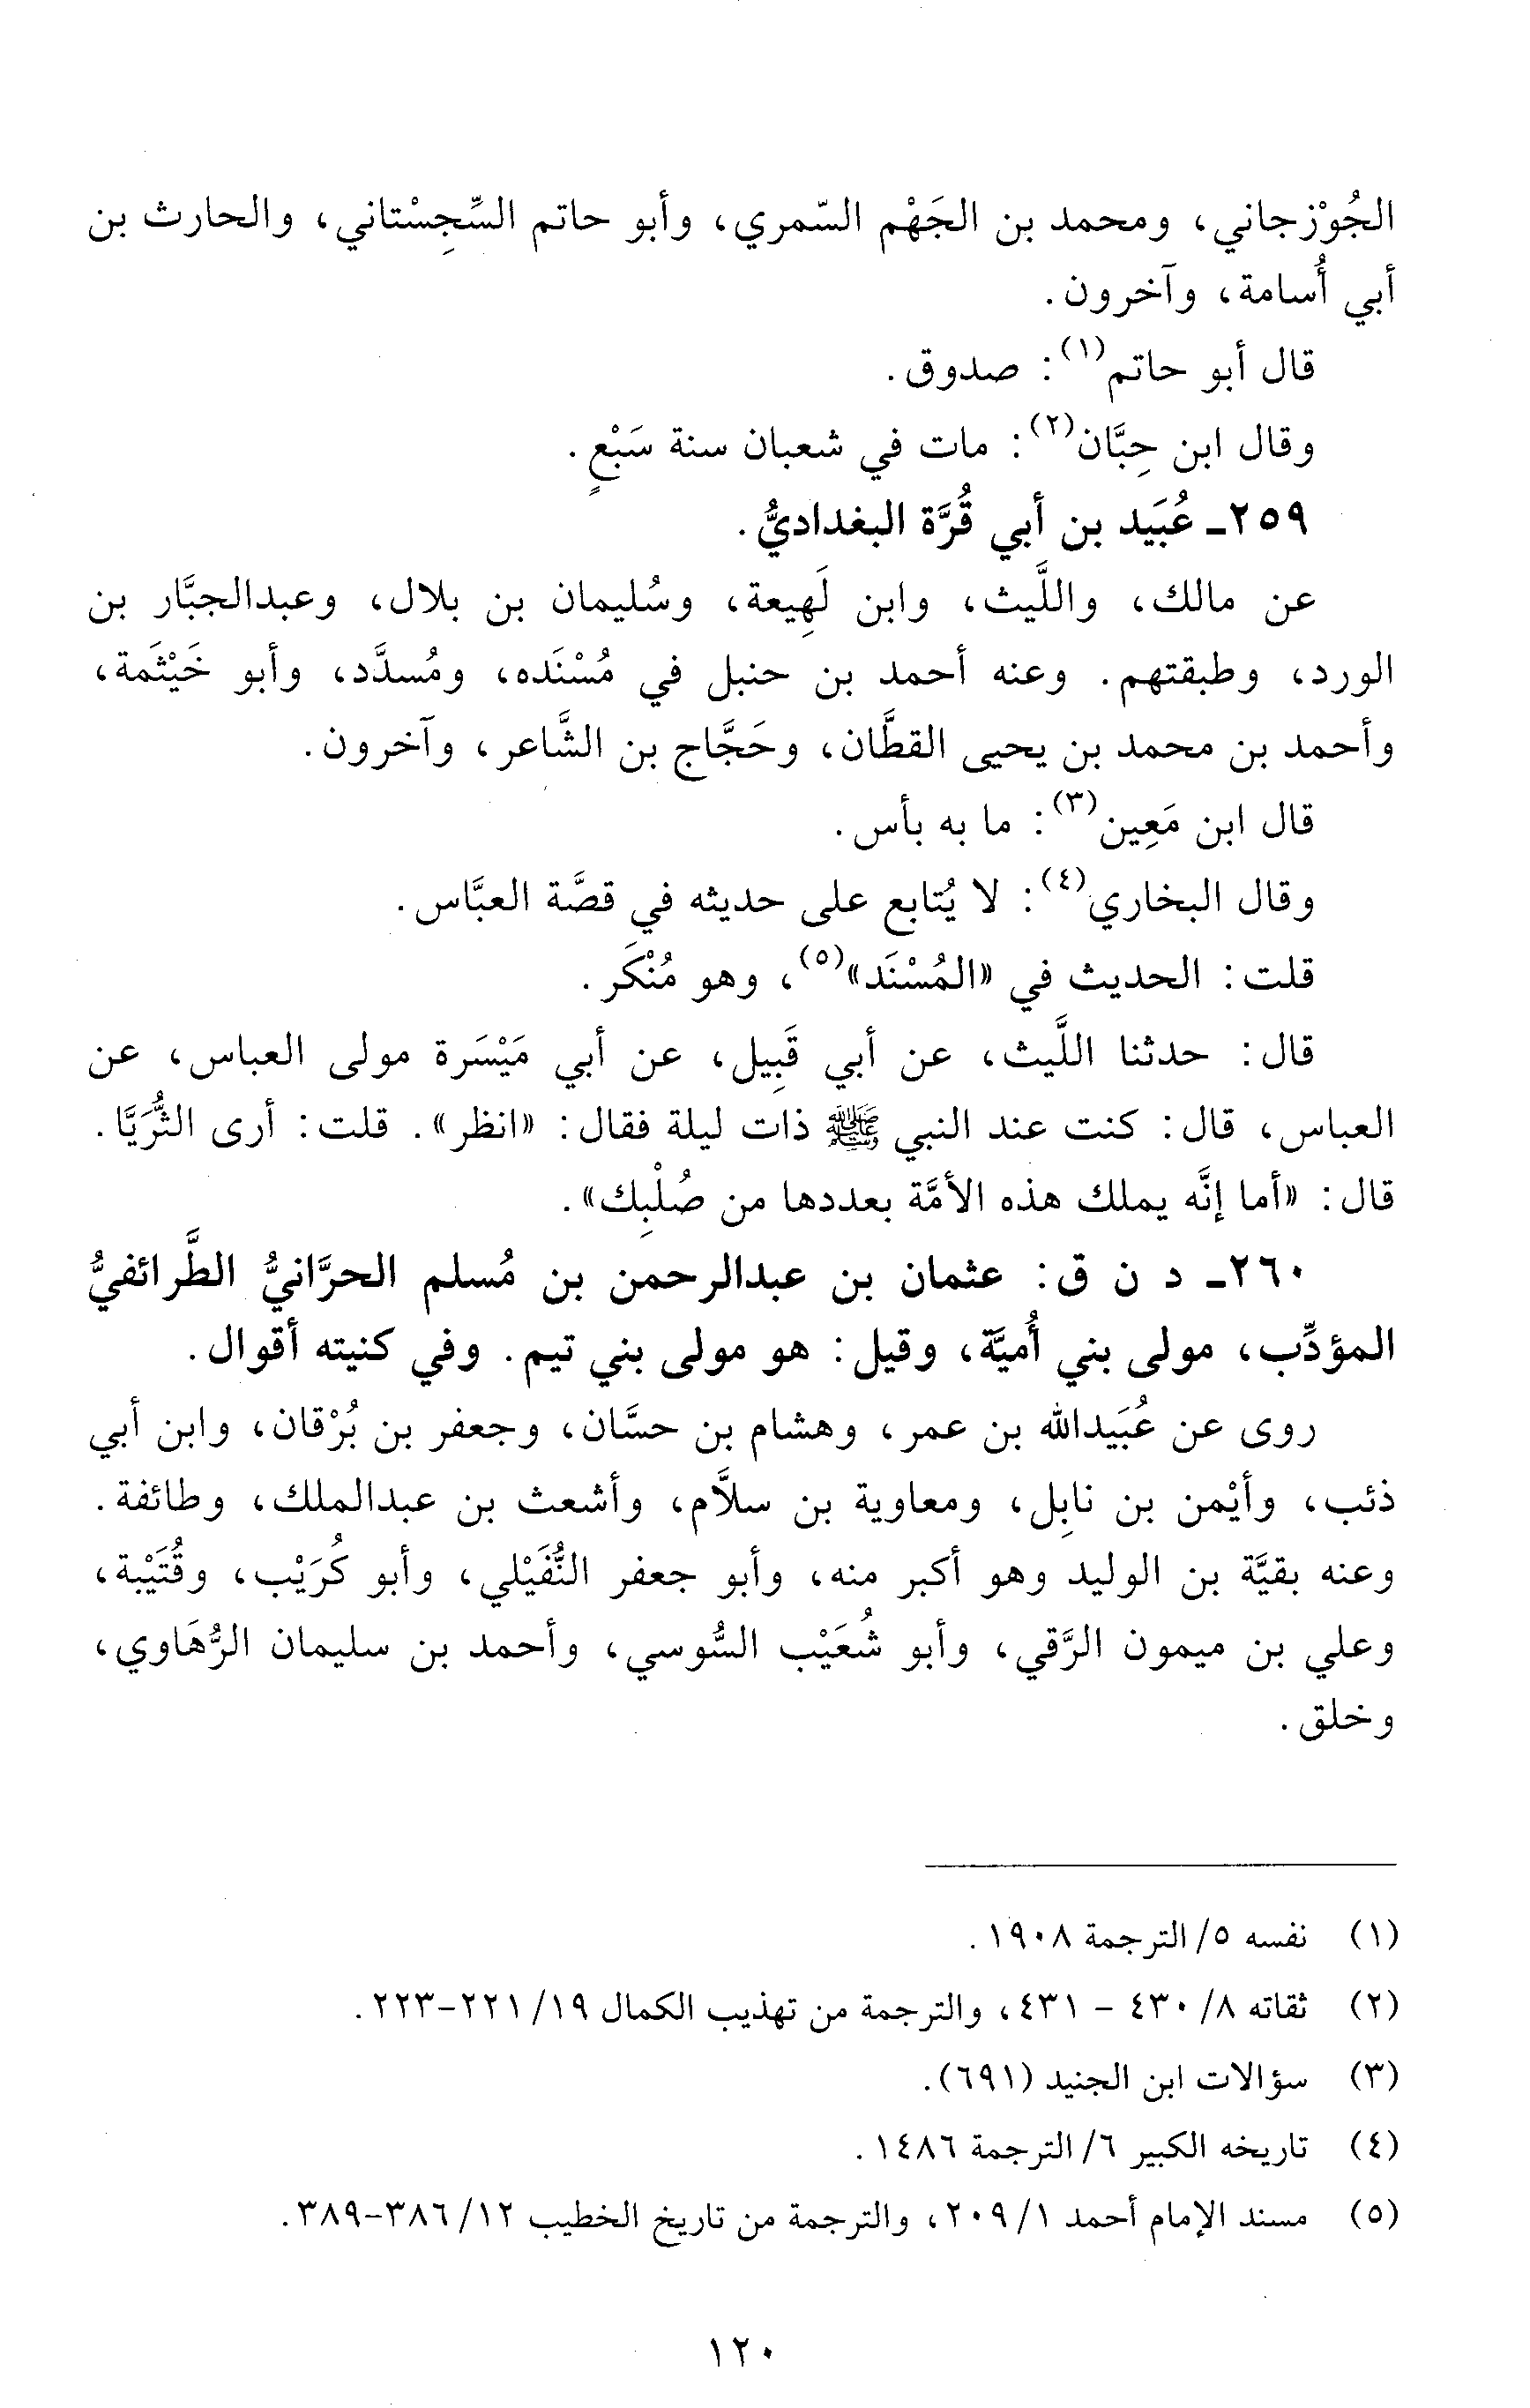 الجُوْزجاني، ومحمد بن الجَهْم السّمري، وأبو حاتم السِّجِسْتاني، والحارث بن
أبي أُسامة، وآخرون.
قال أبو حاتم(١): صدوق.
وقال ابن حِبَّان(٢): مات في شعبان سنة سَبْعٍ.
٢٥٩ـ عُبَيد بن أبي قُرَّة البغداديُّ.
عن مالك، واللَّيث، وابن لَهِيعة، وسُليمان بن بلال، وعبدالجبَّار بن
الورد، وطبقتهم. وعنه أحمد بن حنبل في مُسْنَده، ومُسدَّد، وأبو خَيْثَمة،
وأحمد بن محمد بن يحيى القطَّان، وحَجَّاج بن الشَّاعر، وآخرون.
قال ابن مَعِين(٣): ما به بأس.
وقال البخاري(٤): لا يُتابع على حديثه في قصَّة العبَّاس.
قلت: الحديث في «المُسْنَد»(٥)، وهو مُنْكَر.
قال: حدثنا اللَّيث، عن أبي قَبِيل، عن أبي مَيْسَرة مولى العباس، عن
العباس، قال: كنت عند النبي ﷺ ذات ليلة فقال: «انظر». قلت: أرى الثُّرَيَّا.
قال: «أما إنَّه يملك هذه الأمَّة بعددها من صُلْبِك».
٢٦٠ـ د ن ق: عثمان بن عبدالرحمن بن مُسلم الحرَّانيُّ الطَّرائفيُّ
المؤدِّب، مولى بني أُميَّة، وقيل: هو مولى بني تيم. وفي كنيته أقوال.
روى عن عُبَيدالله بن عمر، وهشام بن حسَّان، وجعفر بن بُرْقان، وابن أبي
ذئب، وأيْمن بن نابِل، ومعاوية بن سلاَّم، وأشعث بن عبدالملك، وطائفة.
وعنه بقيَّة بن الوليد وهو أكبر منه، وأبو جعفر النُّفَيْلي، وأبو كُرَيْب، وقُتَيْبة،
وعلي بن ميمون الرَّقي، وأبو شُعَيْب السُّوسي، وأحمد بن سليمان الرُّهَاوي،
وخلق.
(١) نفسه ٥/ الترجمة ١٩٠٨.
(٢) ثقاته ٨/ ٤٣٠ - ٤٣١، والترجمة من تهذيب الكمال ١٩/ ٢٢١-٢٢٣.
(٣) سؤالات ابن الجنيد (٦٩١).
(٤) تاريخه الكبير ٦/ الترجمة ١٤٨٦.
(٥) مسند الإمام أحمد ١/ ٢٠٩، والترجمة من تاريخ الخطيب ١٢/ ٣٨٦-٣٨٩.
١٢٠